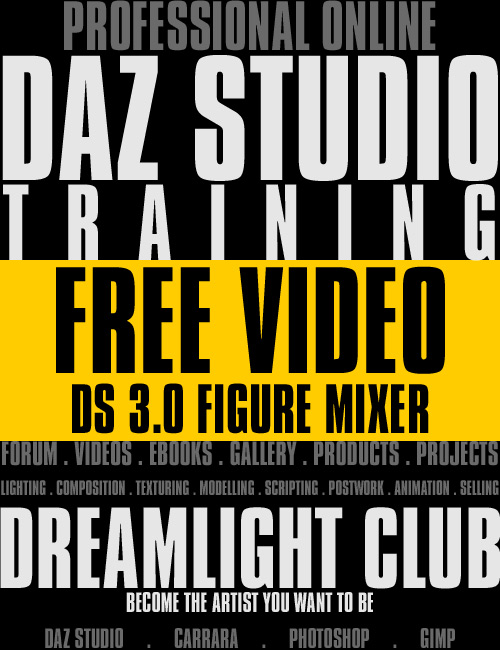 PROFESSIONAL ONLINE
DAZ STUDIO
TRAINING
FREE VIDEO
DS 3.0 FIGURE MIXER
FORUM . VIDEOS . EBOOKS . GALLERY . PRODUCTS . PROJECTS
LIGHTING . COMPOSITION . TEXTURING . MODELLING . SCRIPTING . POSTWORK . ANIMATION . SELLING
DREAMLIGHT CLUB
BECOME THE ARTIST YOU WANT TO BE
DAZ STUDIO . CARRARA . PHOTOSHOP . GIMP